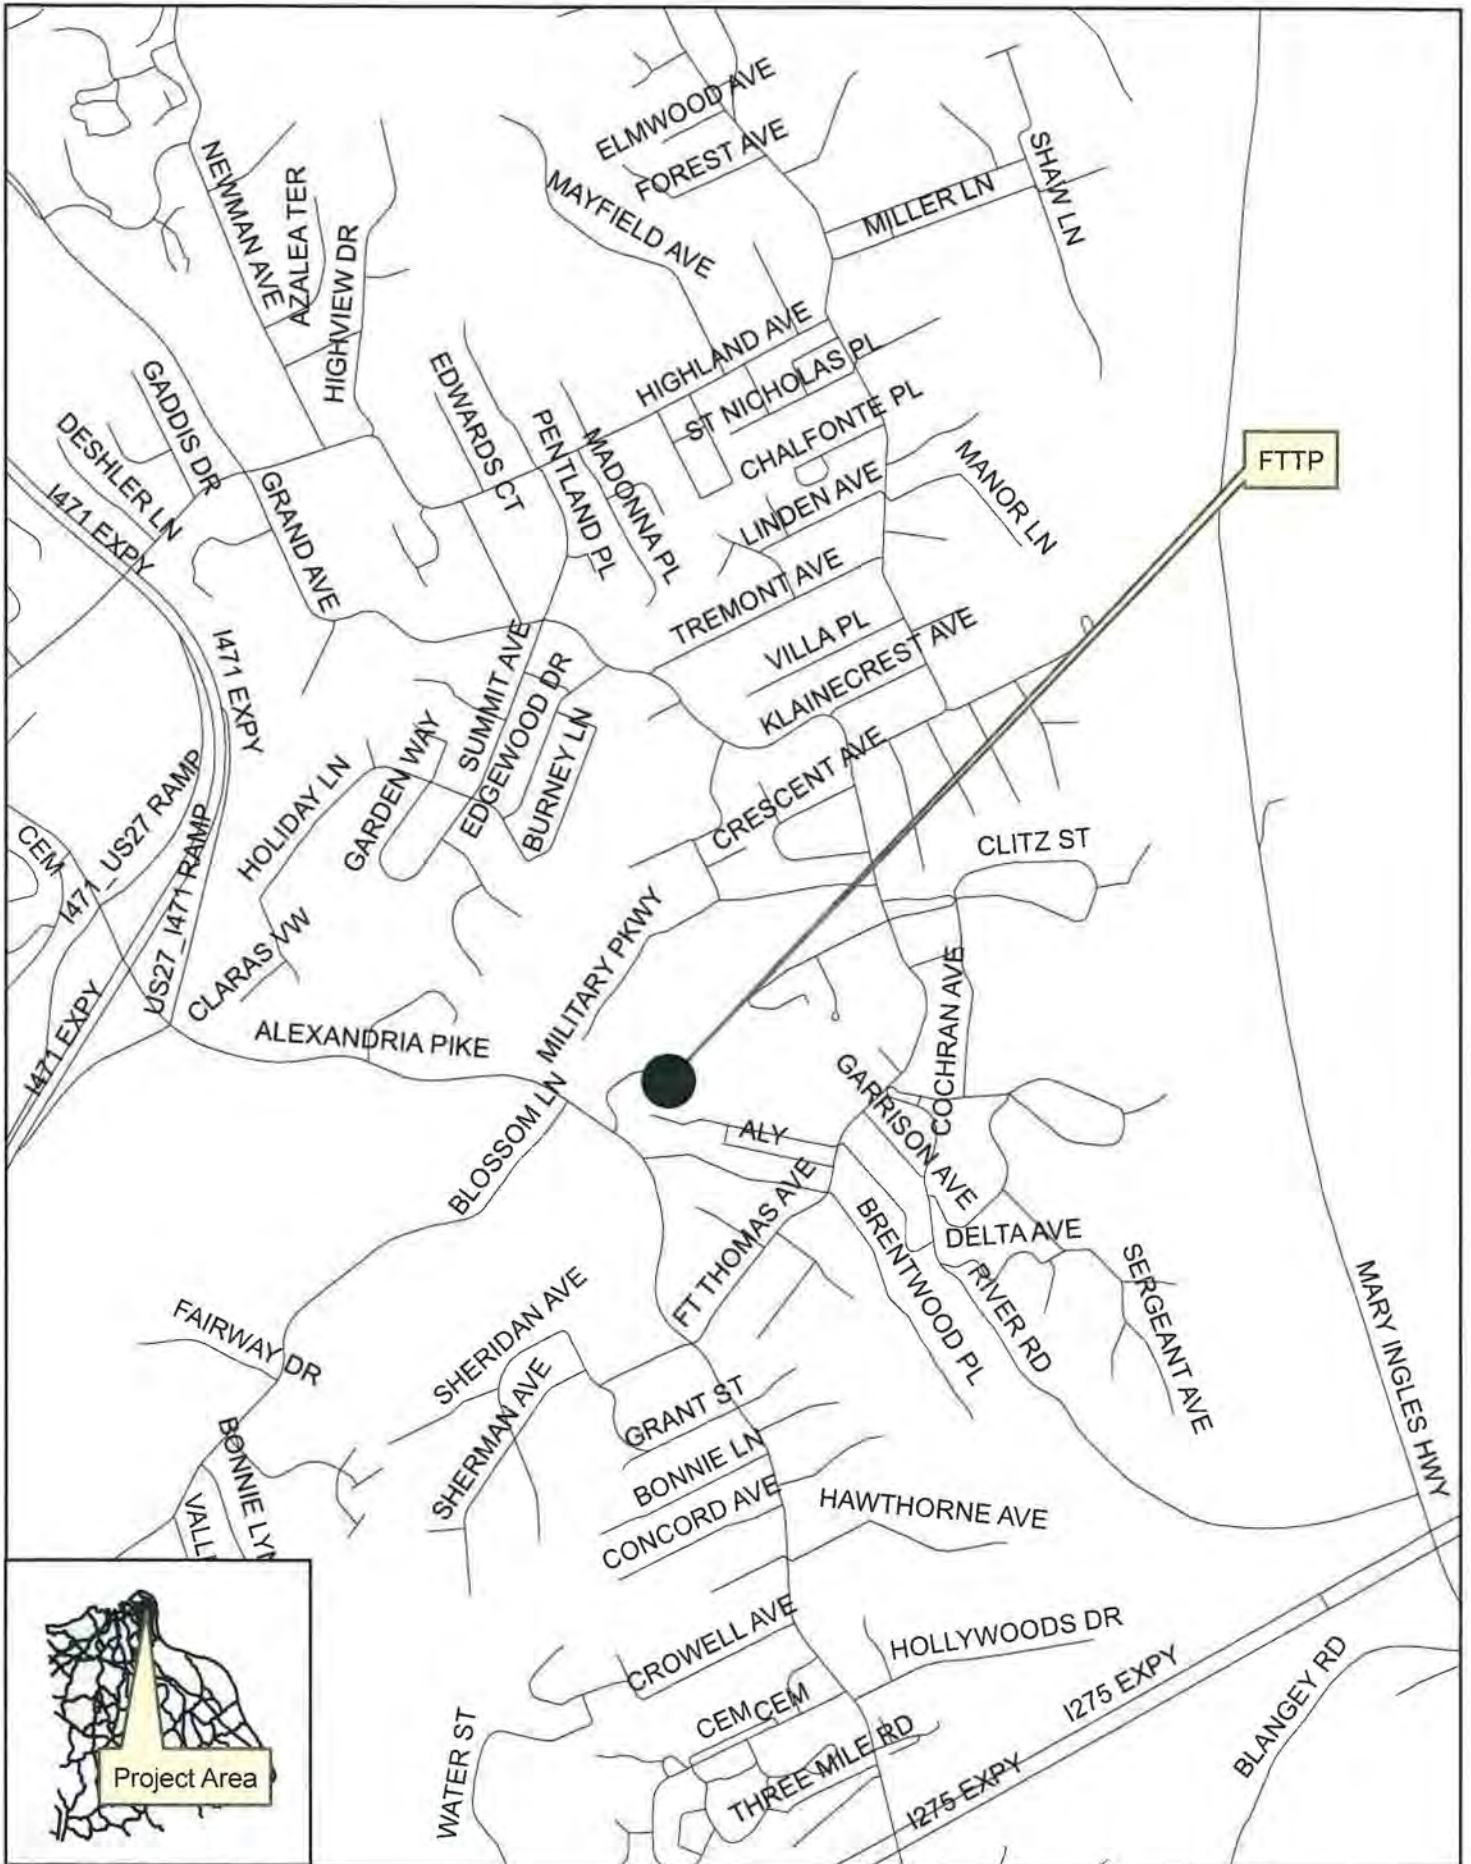 ELMWOOD AVE
FOREST AVE
NEWMAN AVE
AZALEA TER
HIGHVIEW DR
MAYFIELD AVE
MILLER LN
SHAW LN
HIGHLAND AVE
ST NICHOLAS PL
CHALFONTE PL
GADDIS DR
DESHLER LN
EDWARDS CT
PENTLAND PL
MADONNA PL
LINDEN AVE
MANOR LN
FTTP
I471 EXPY
GRAND AVE
TREMONT AVE
VILLA PL
KLAINECREST AVE
I471 EXPY
SUMMIT AVE
EDGEWOOD DR
BURNEY LN
GARDEN WAY
HOLIDAY LN
CRESCENT AVE
CLITZ ST
CEM
I471_US27 RAMP
US27_I471 RAMP
CLARAS VW
MILITARY PKWY
COCHRAN AVE
I471 EXPY
ALEXANDRIA PIKE
BLOSSOM LN
GARRISON AVE
ALY
FT THOMAS AVE
BRENTWOOD PL
DELTA AVE
RIVER RD
SERGEANT AVE
MARY INGLES HWY
FAIRWAY DR
SHERIDAN AVE
SHERMAN AVE
GRANT ST
BONNIE LN
CONCORD AVE
HAWTHORNE AVE
BONNIE LYN
VALL
CROWELL AVE
HOLLYWOODS DR
CEM
CEM
THREE MILE RD
WATER ST
I275 EXPY
I275 EXPY
BLANGEY RD
Project Area